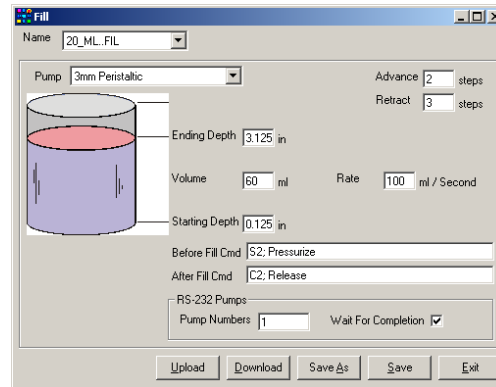 Fill
Name 20_ML..FIL
Pump 3mm Peristaltic Advance 2 steps
Retract 3 steps
Ending Depth 3.125 in
Volume 60 ml Rate 100 ml / Second
Starting Depth 0.125 in
Before Fill Cmd S2; Pressurize
After Fill Cmd C2; Release
RS-232 Pumps
Pump Numbers 1 Wait For Completion
Upload Download Save As Save Exit